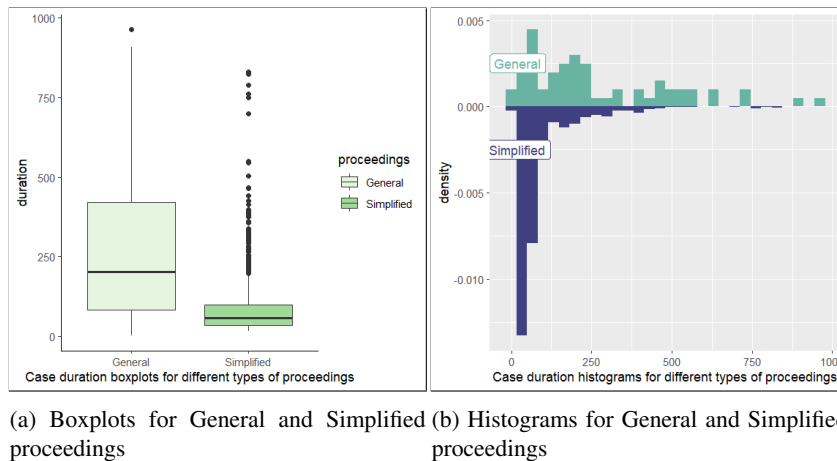 1000
750
500
250
0
duration
General
Simplified
Case duration boxplots for different types of proceedings
proceedings
General
Simplified
0.005
0.000
-0.005
-0.010
density
General
Simplified
0
250
500
750
100
Case duration histograms for different types of proceedings
(a) Boxplots for General and Simplified
proceedings
(b) Histograms for General and Simplifie
proceedings